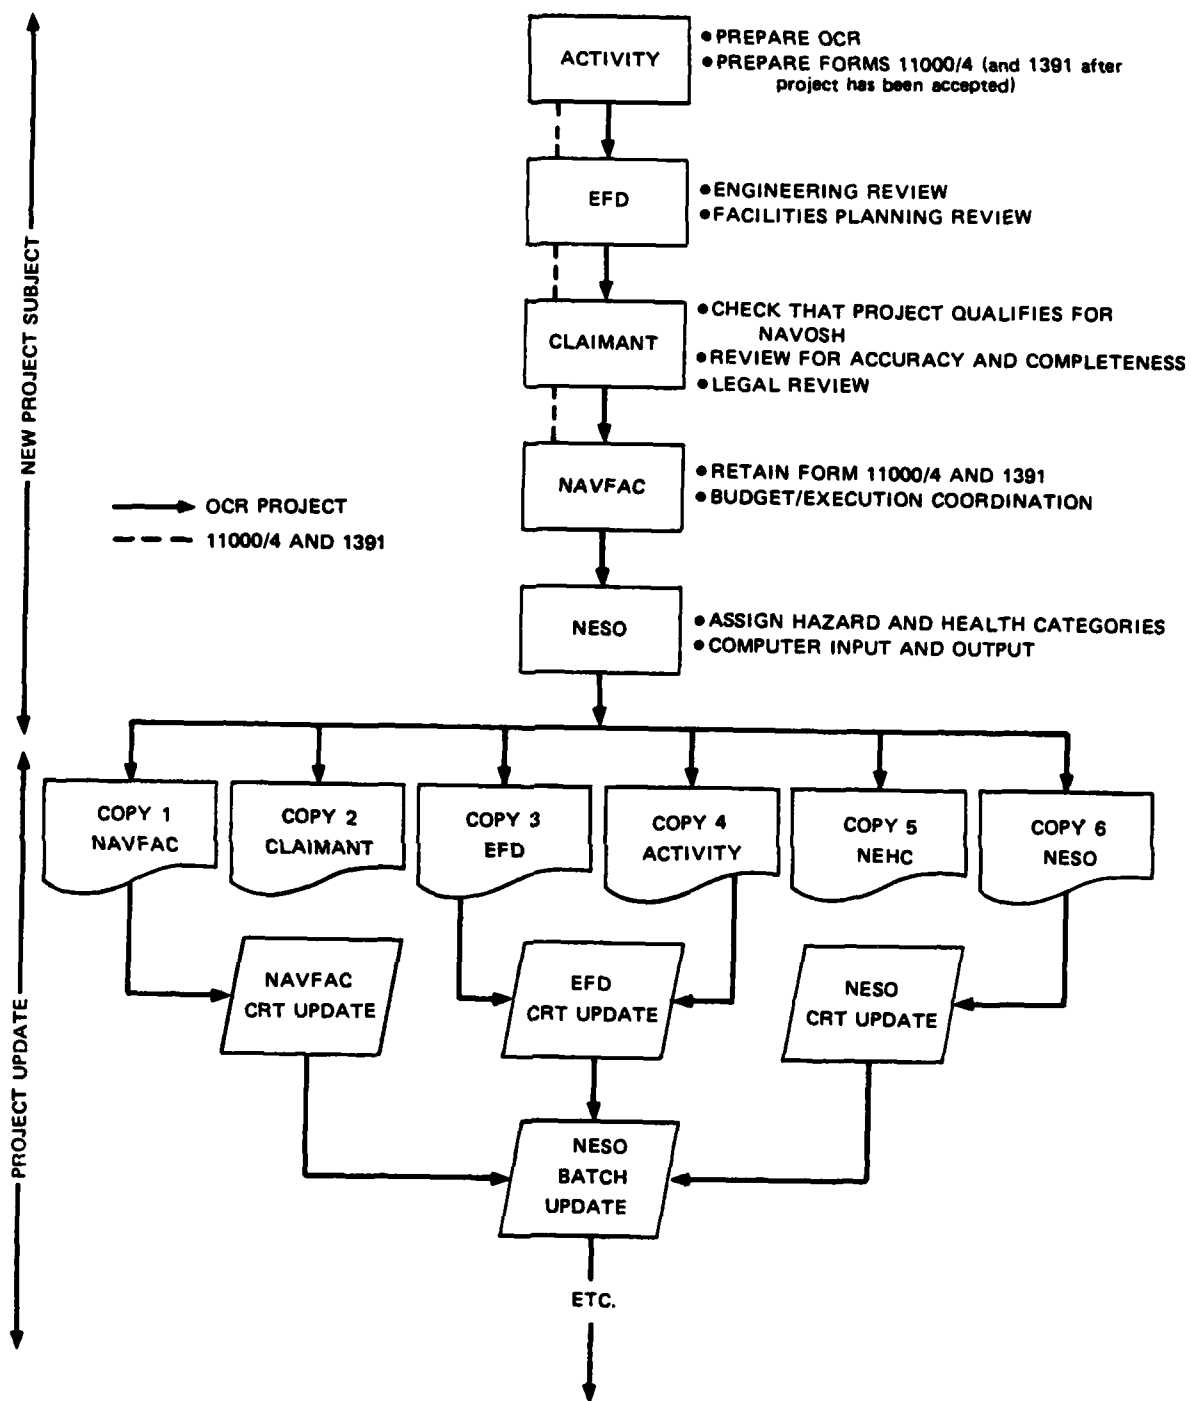 ACTIVITY
●PREPARE OCR
●PREPARE FORMS 11000/4 (and 1391 after
project has been accepted)
EFD
●ENGINEERING REVIEW
●FACILITIES PLANNING REVIEW
CLAIMANT
●CHECK THAT PROJECT QUALIFIES FOR
NAVOSH
●REVIEW FOR ACCURACY AND COMPLETENESS
●LEGAL REVIEW
NAVFAC
●RETAIN FORM 11000/4 AND 1391
●BUDGET/EXECUTION COORDINATION
NEW PROJECT SUBJECT
OCR PROJECT
11000/4 AND 1391
NESO
●ASSIGN HAZARD AND HEALTH CATEGORIES
●COMPUTER INPUT AND OUTPUT
COPY 1
NAVFAC
COPY 2
CLAIMANT
COPY 3
EFD
COPY 4
ACTIVITY
COPY 5
NEHC
COPY 6
NESO
PROJECT UPDATE
NAVFAC
CRT UPDATE
EFD
CRT UPDATE
NESO
CRT UPDATE
NESO
BATCH
UPDATE
ETC.